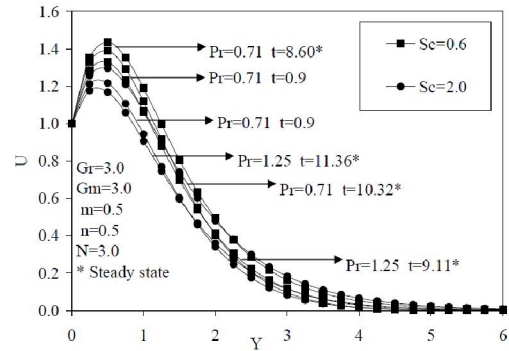 1.6
1.4
1.2
1.0
0.8
0.6
0.4
0.2
0.0
U
Pr=0.71 t=8.60*
Pr=0.71 t=0.9
Pr=0.71 t=0.9
Pr=1.25 t=11.36*
Pr=0.71 t=10.32*
Pr=1.25 t=9.11*
Sc=0.6
Sc=2.0
Gr=3.0
Gm=3.0
m=0.5
n=0.5
N=3.0
* Steady state
0 1 2 3 4 5 6
Y